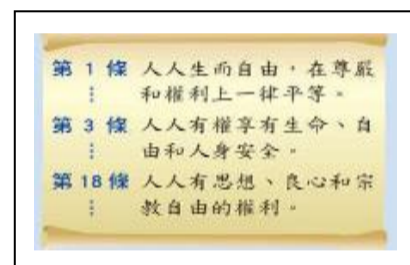 第 1 條 人人生而自由，在尊嚴
⋮ 和權利上一律平等。
第 3 條 人人有權享有生命、自
⋮ 由和人身安全。
第 18 條 人人有思想、良心和宗
⋮ 教自由的權利。